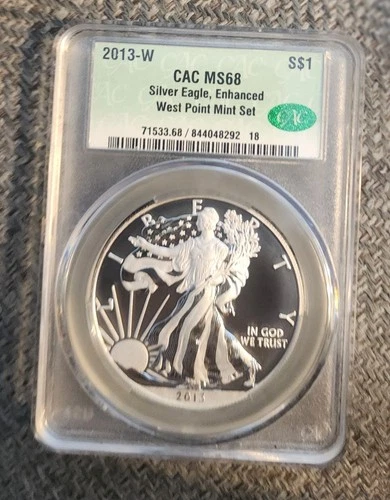 2013-W S$1
CAC MS68
Silver Eagle, Enhanced
West Point Mint Set
CAC
71533.68 / 844048292 18
LIBERTY
IN GOD
WE TRUST
2013